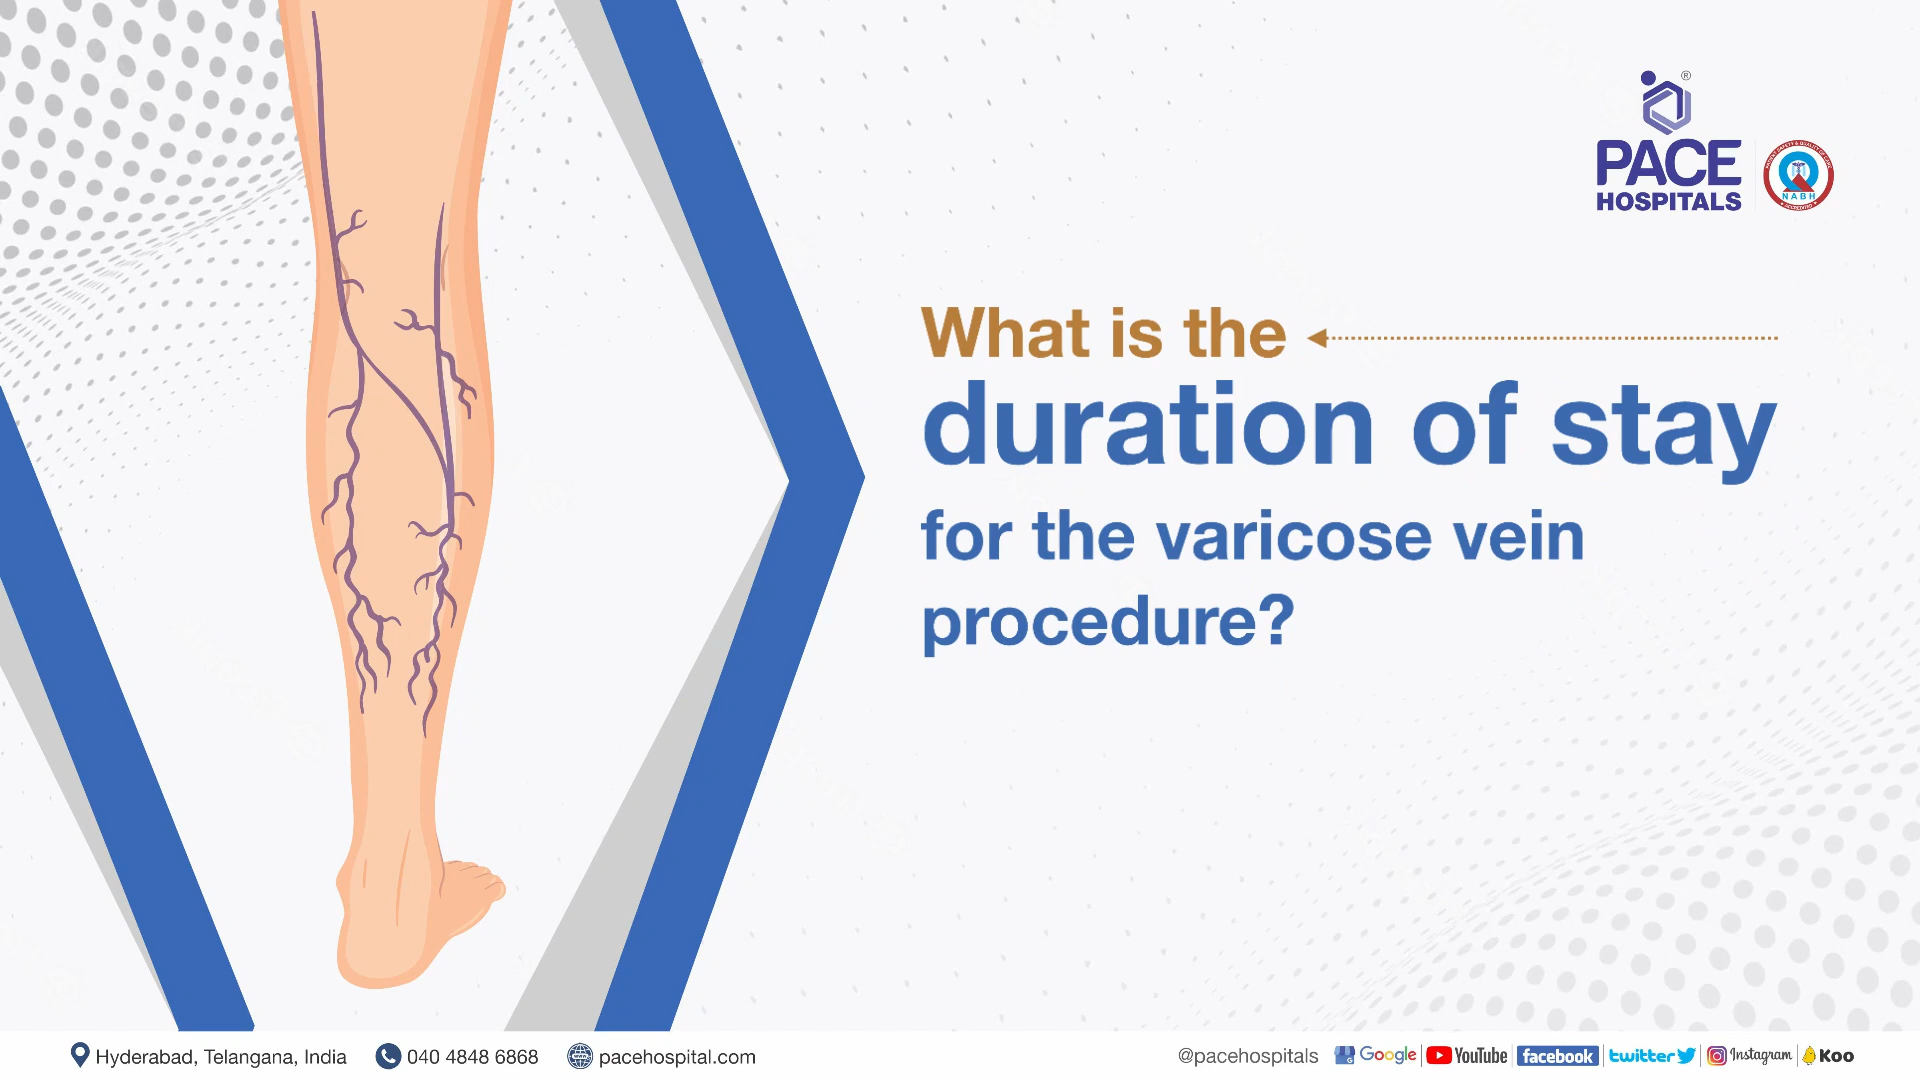 PACE
HOSPITALS
®
NABH
What is the
duration of stay
for the varicose vein
procedure?
Hyderabad, Telangana, India
040 4848 6868
pacehospital.com
@pacehospitals
Google
YouTube
facebook
twitter
Instagram
Koo